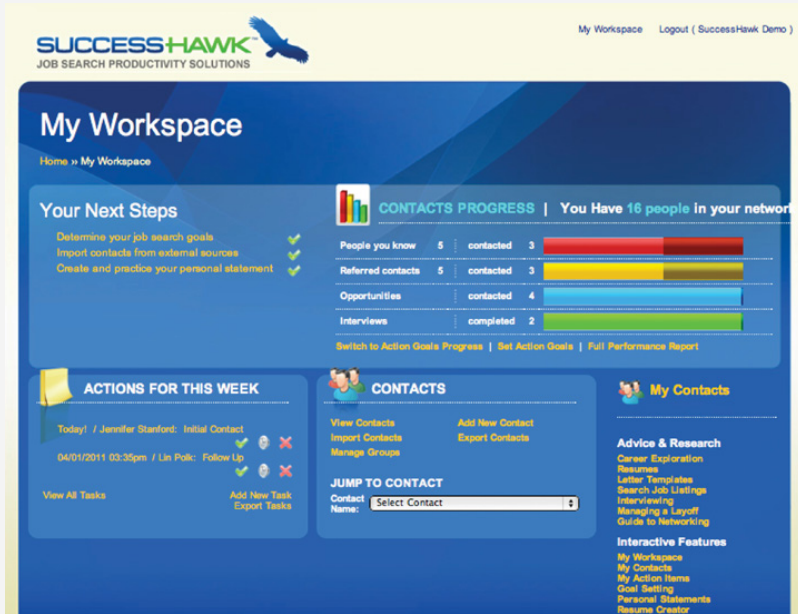 My Workspace Logout ( SuccessHawk Demo )
SUCCESSHAWK™
JOB SEARCH PRODUCTIVITY SOLUTIONS
My Workspace
Home » My Workspace
Your Next Steps
Determine your job search goals
Import contacts from external sources
Create and practice your personal statement
CONTACTS PROGRESS | You Have 16 people in your network
People you know 5 contacted 3
Referred contacts 5 contacted 3
Opportunities contacted 4
Interviews completed 2
Switch to Action Goals Progress | Set Action Goals | Full Performance Report
ACTIONS FOR THIS WEEK
Today! / Jennifer Stanford: Initial Contact
04/01/2011 03:35pm / Lin Polk: Follow Up
View All Tasks Add New Task
Export Tasks
CONTACTS
View Contacts Add New Contact
Import Contacts Export Contacts
Manage Groups
JUMP TO CONTACT
Contact
Name: Select Contact
My Contacts
Advice & Research
Career Exploration
Resumes
Letter Templates
Search Job Listings
Interviewing
Managing a Layoff
Guide to Networking
Interactive Features
My Workspace
My Contacts
My Action Items
Goal Setting
Personal Statements
Resume Creator